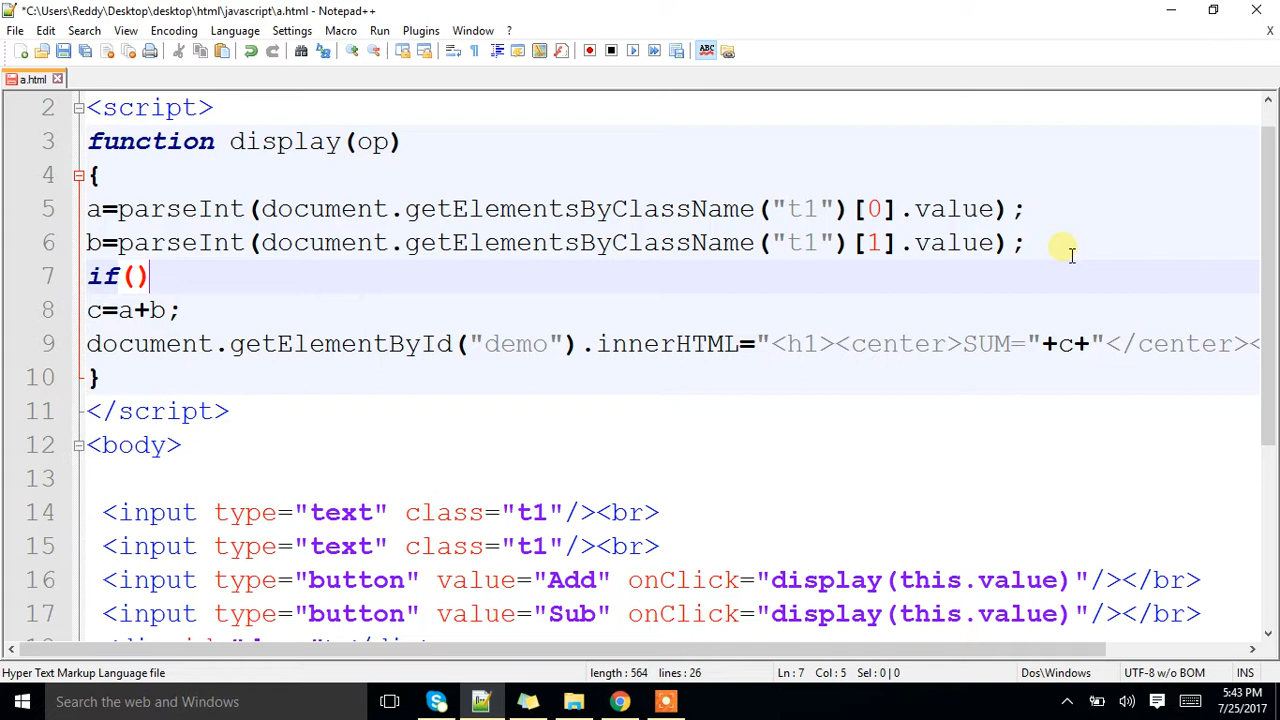 *C:\Users\Reddy\Desktop\desktop\html\javascript\a.html - Notepad++
File Edit Search View Encoding Language Settings Macro Run Plugins Window ? X
ABC
a.html
2 <script>
3 function display(op)
4 {
5 a=parseInt(document.getElementsByClassName("t1")[0].value);
6 b=parseInt(document.getElementsByClassName("t1")[1].value);
7 if()
8 c=a+b;
9 document.getElementById("demo").innerHTML="<h1><center>SUM="+c+"</center><
10 }
11 </script>
12 <body>
13
14 <input type="text" class="t1"/><br>
15 <input type="text" class="t1"/><br>
16 <input type="button" value="Add" onClick="display(this.value)"/></br>
17 <input type="button" value="Sub" onClick="display(this.value)"/></br>
Hyper Text Markup Language file length : 564 lines : 26 Ln : 7 Col : 5 Sel : 0 | 0 Dos\Windows UTF-8 w/o BOM INS
Search the web and Windows
5:43 PM
7/25/2017